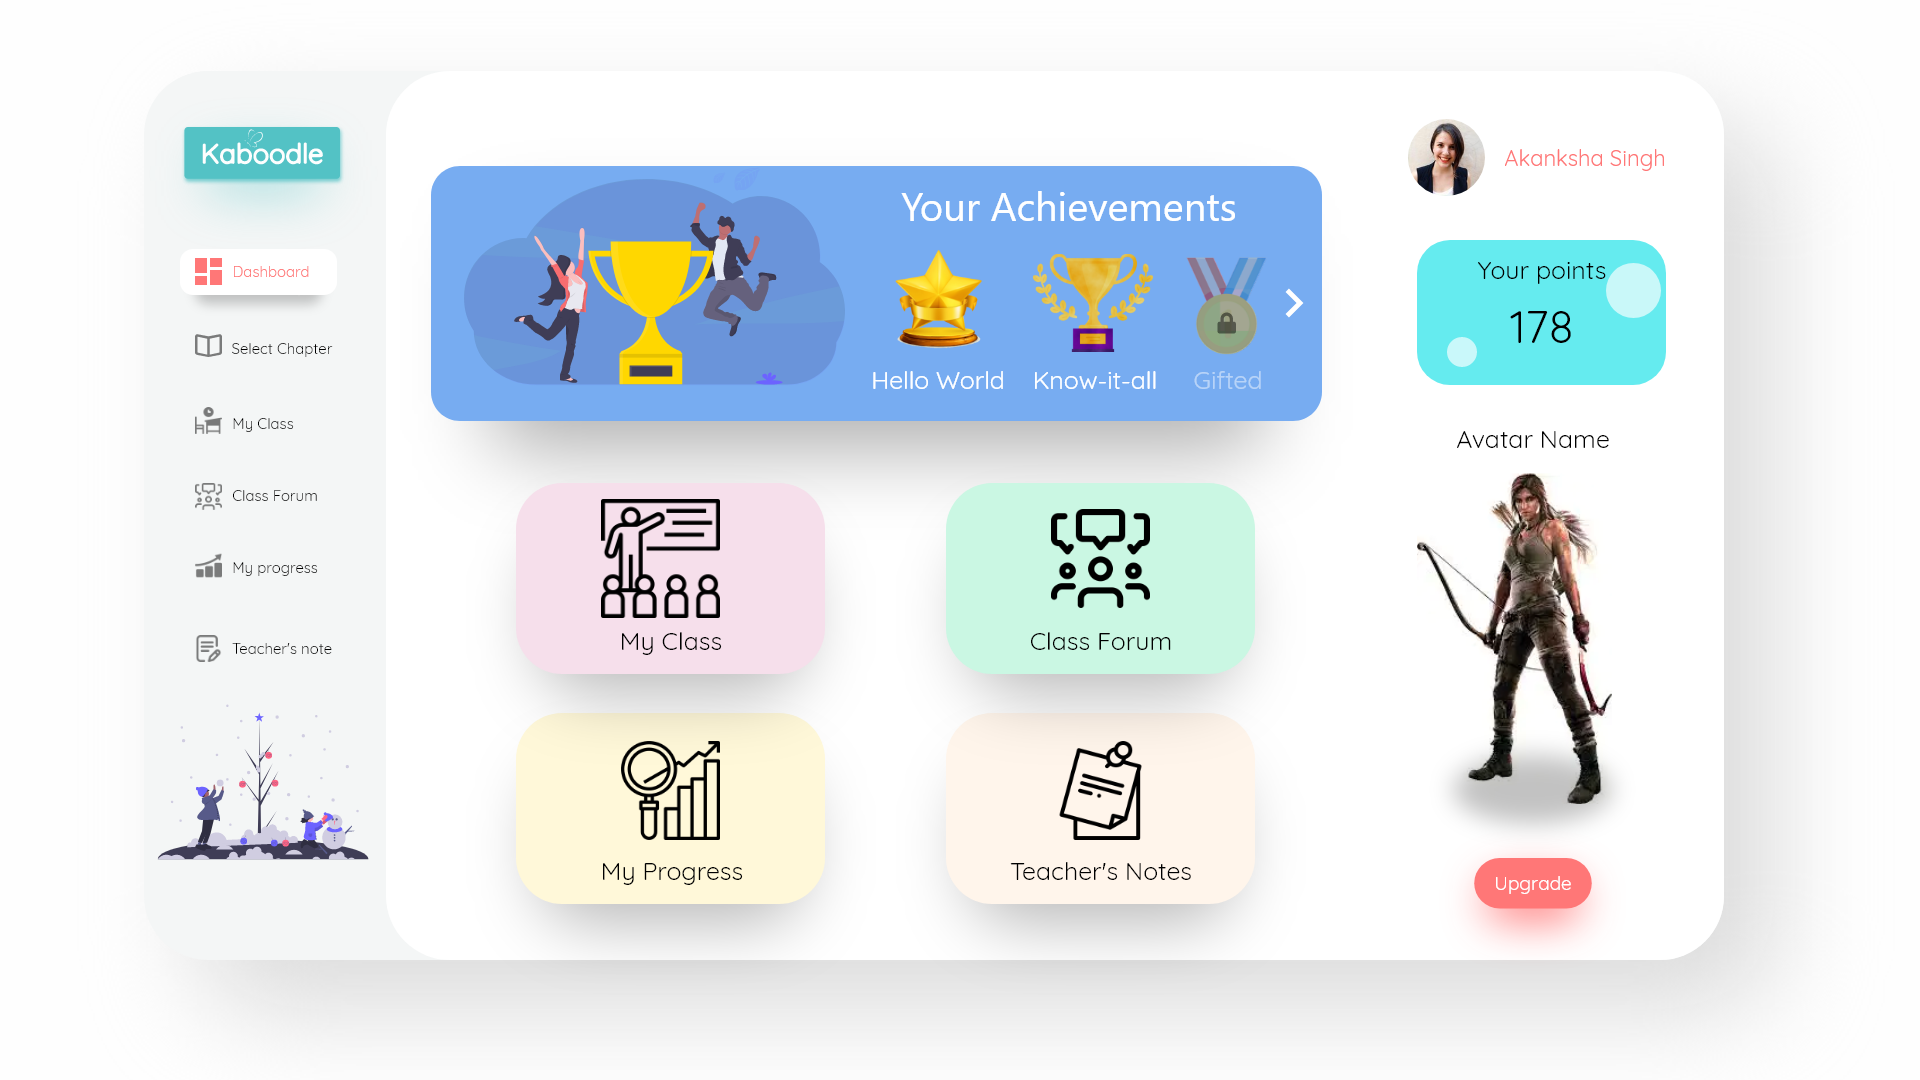 Kaboodle
Dashboard
Select Chapter
My Class
Class Forum
My progress
Teacher's note
Your Achievements
Hello World
Know-it-all
Gifted
My Class
Class Forum
My Progress
Teacher's Notes
Akanksha Singh
Your points
178
Avatar Name
Upgrade